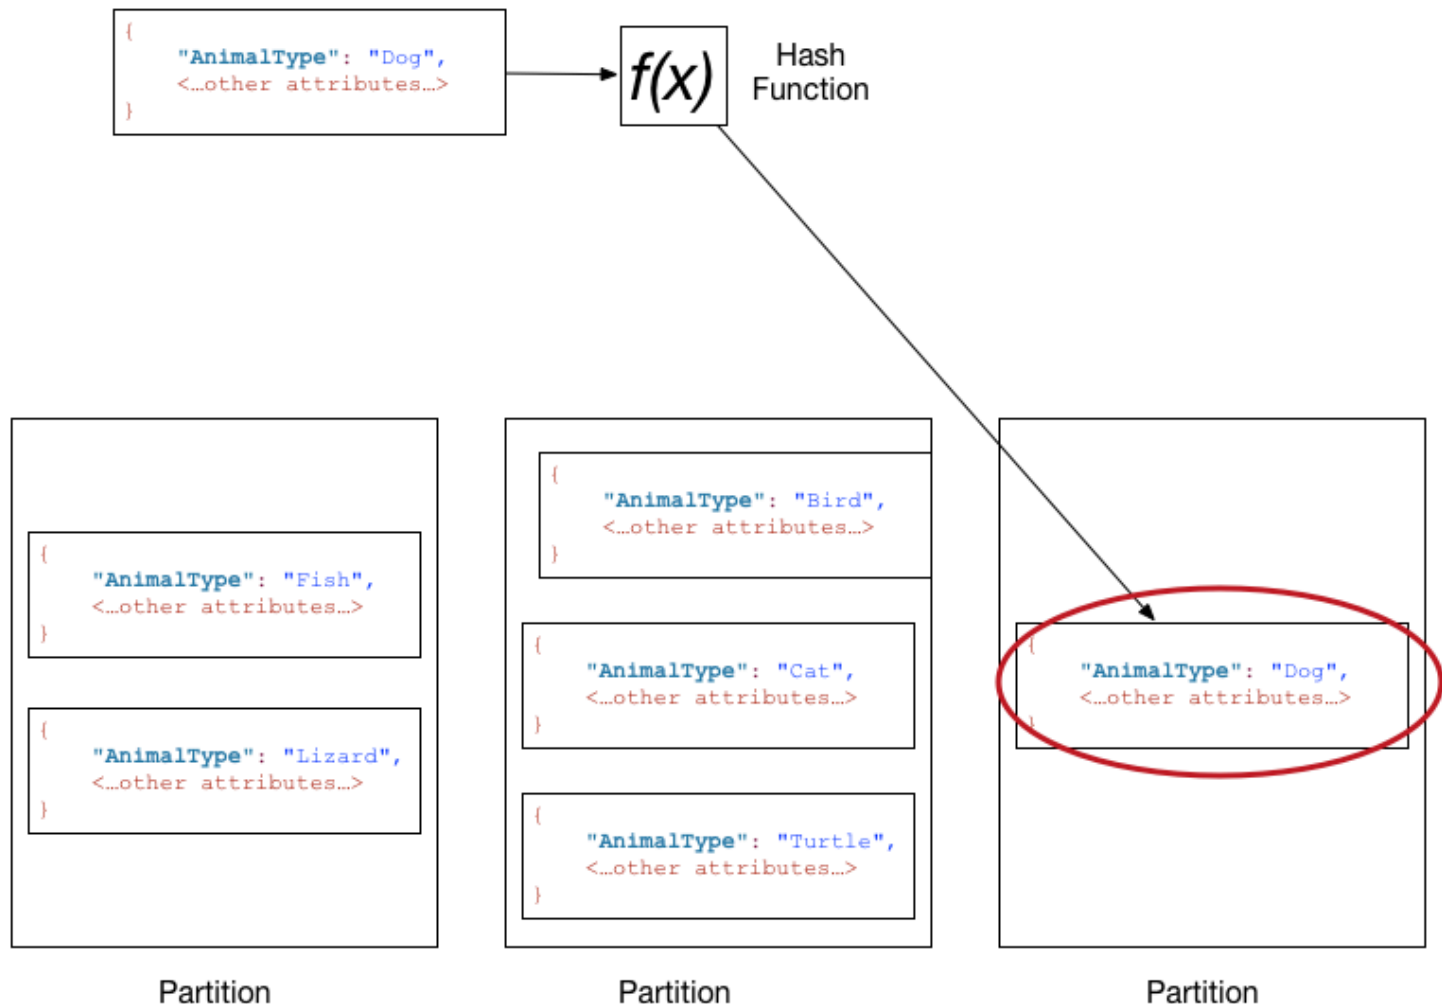 {
"AnimalType": "Dog",
<…other attributes…>
}
f(x)
Hash
Function
{
"AnimalType": "Fish",
<…other attributes…>
}
{
"AnimalType": "Lizard",
<…other attributes…>
}
Partition
{
"AnimalType": "Bird",
<…other attributes…>
}
{
"AnimalType": "Cat",
<…other attributes…>
}
{
"AnimalType": "Turtle",
<…other attributes…>
}
Partition
{
"AnimalType": "Dog",
<…other attributes…>
}
Partition